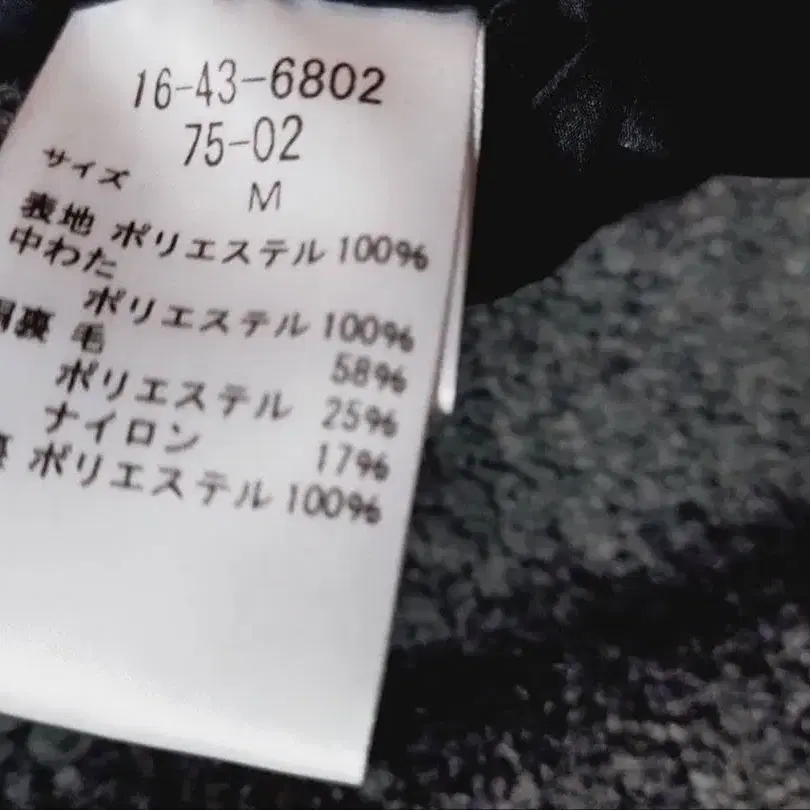 16-43-6802
75-02
サイズ
M
表地 ポリエステル 100%
中わた
ポリエステル 100%
胴裏 毛 58%
ポリエステル 25%
ナイロン 17%
ポリエステル 100%